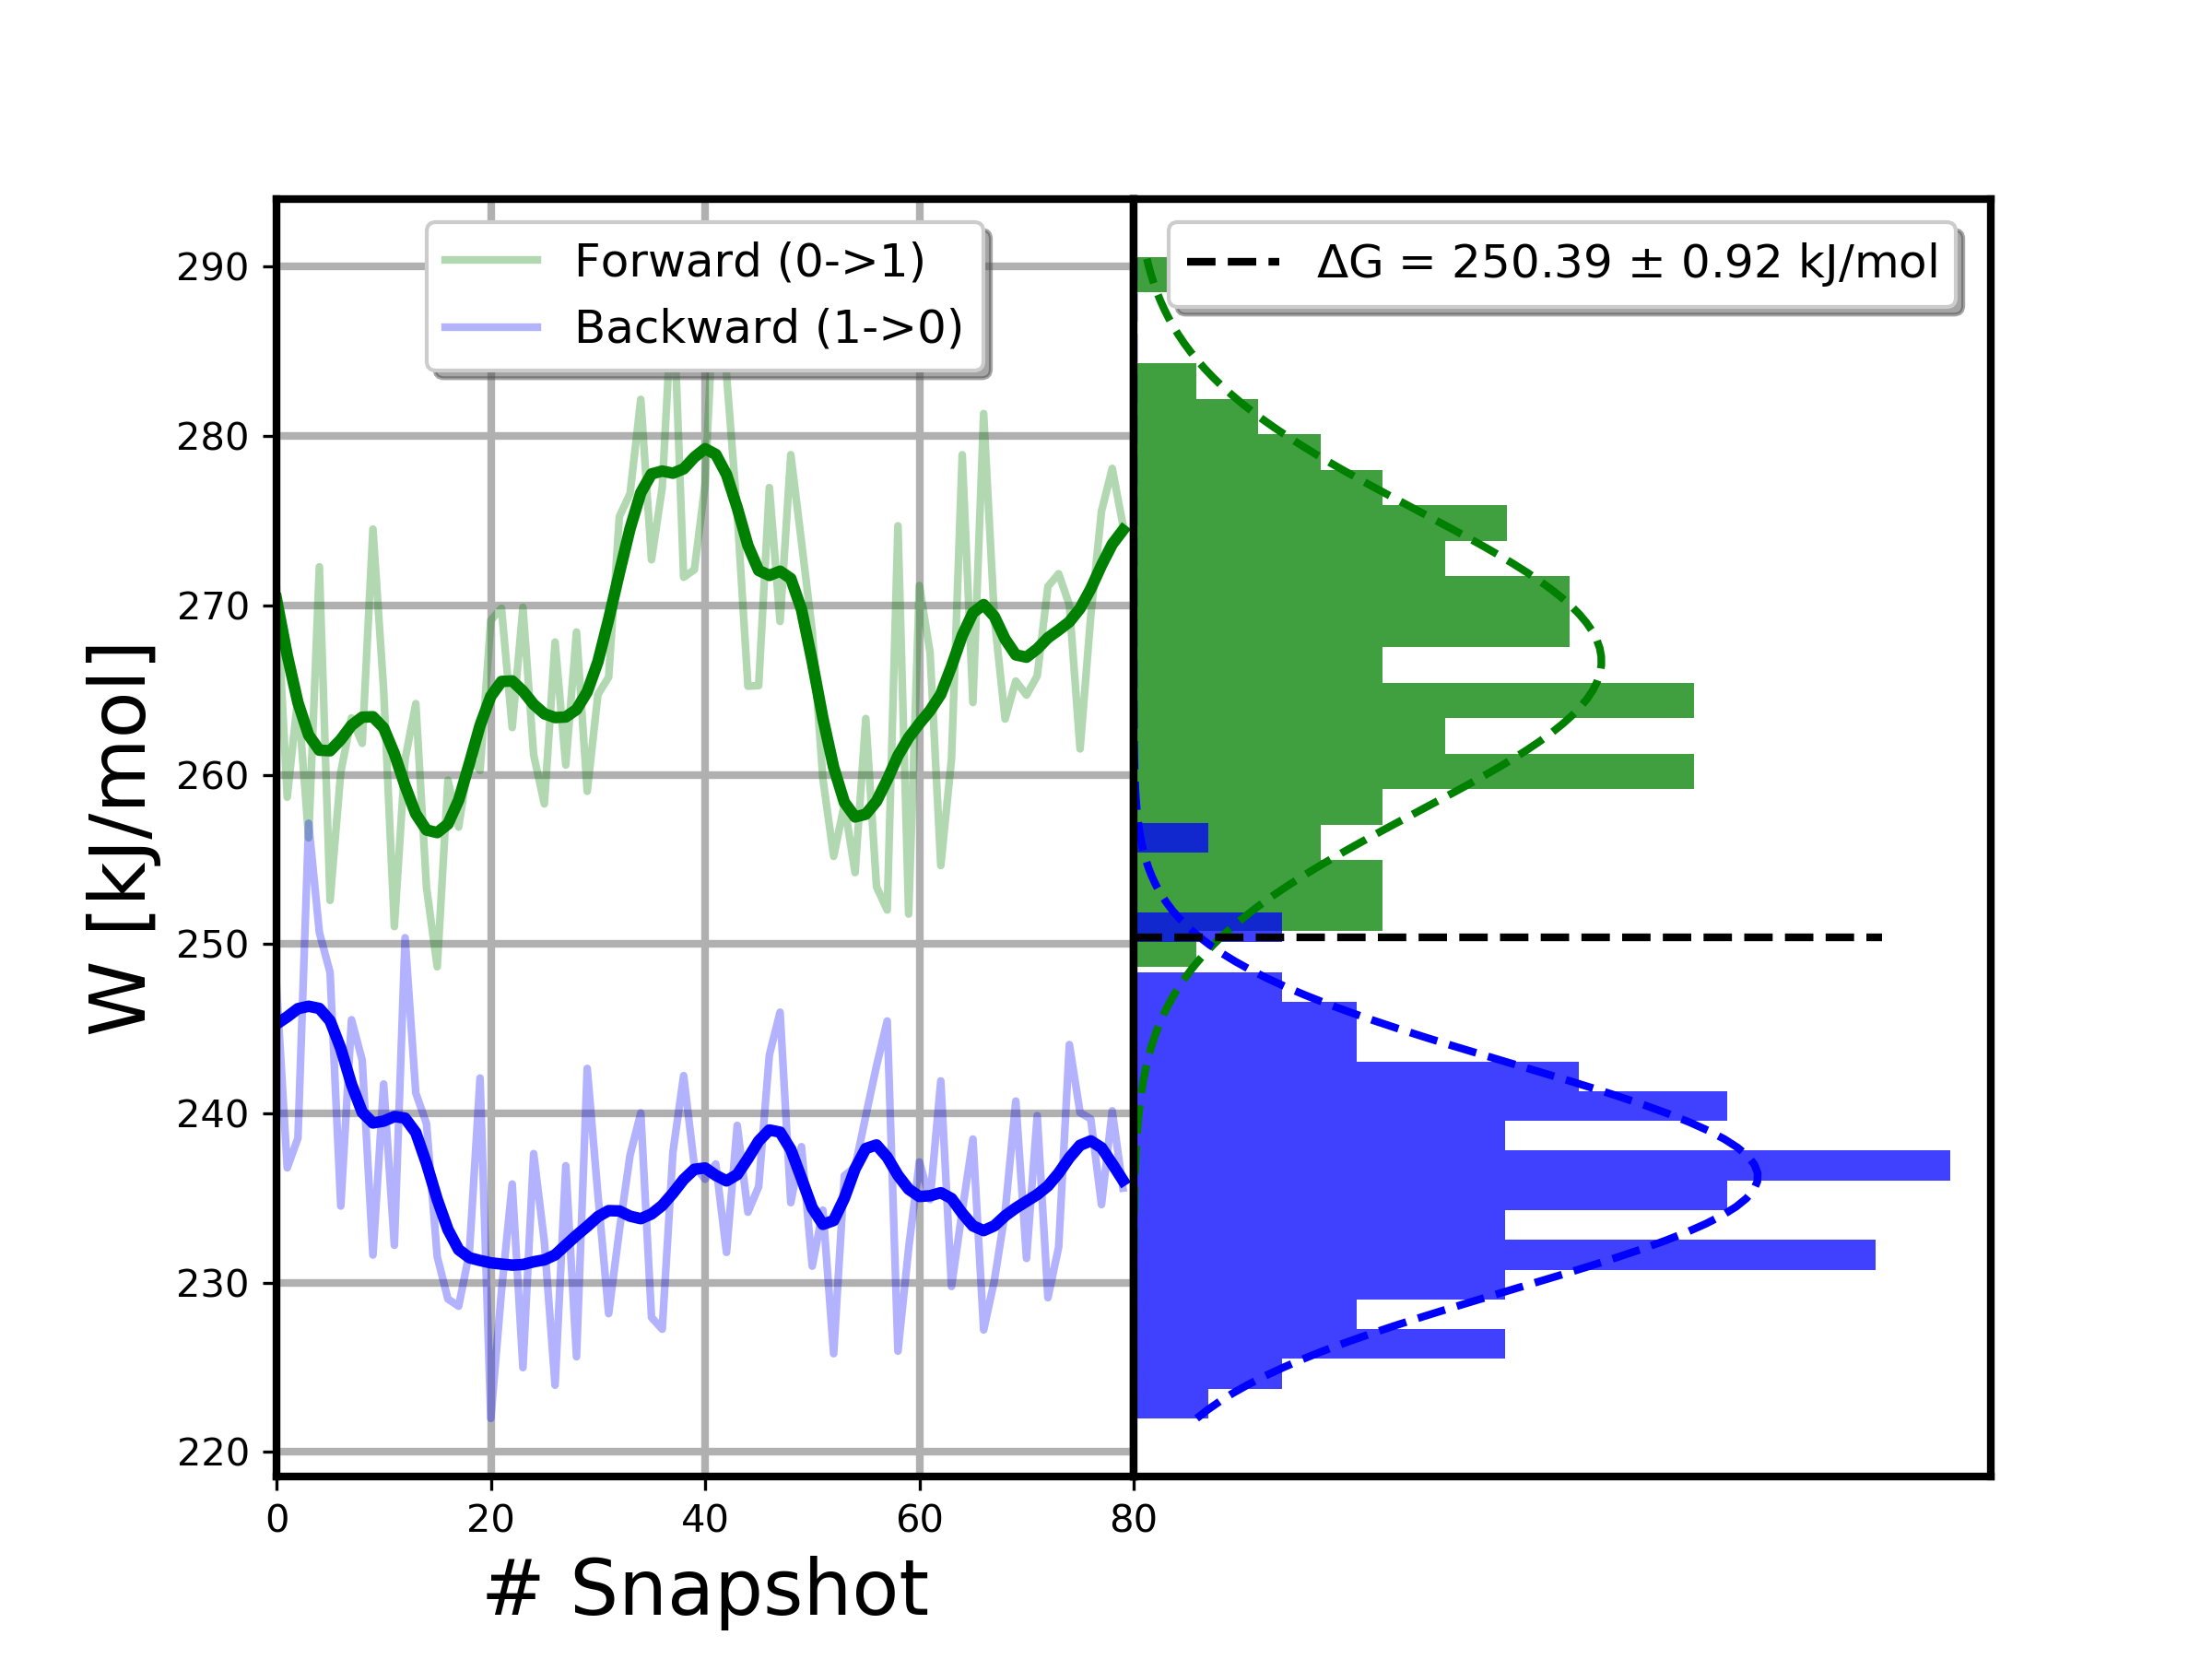 Forward (0->1)
Backward (1->0)
ΔG = 250.39 ± 0.92 kJ/mol
290
280
270
260
250
240
230
220
W [kJ/mol]
0 20 40 60 80
# Snapshot